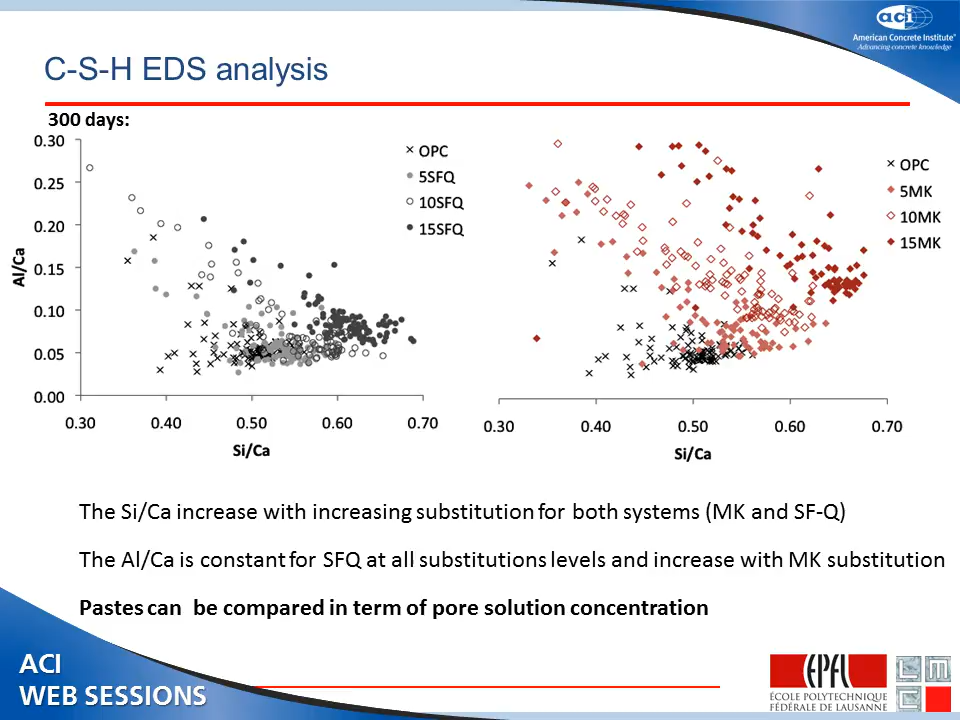 aci
American Concrete Institute®
Advancing concrete knowledge
C-S-H EDS analysis
300 days:
0.30
0.25
0.20
0.15
0.10
0.05
0.00
Al/Ca
0.30 0.40 0.50 0.60 0.70
Si/Ca
OPC
5SFQ
10SFQ
15SFQ
0.30 0.40 0.50 0.60 0.70
Si/Ca
OPC
5MK
10MK
15MK
The Si/Ca increase with increasing substitution for both systems (MK and SF-Q)
The Al/Ca is constant for SFQ at all substitutions levels and increase with MK substitution
Pastes can be compared in term of pore solution concentration
ACI
WEB SESSIONS
EPFL
ÉCOLE POLYTECHNIQUE
FÉDÉRALE DE LAUSANNE
L M
C